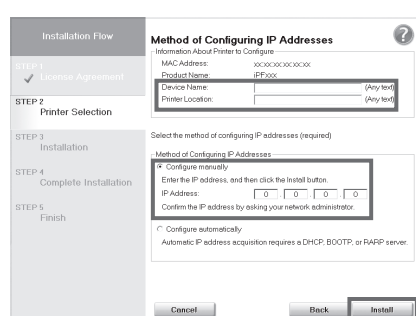 Installation Flow
STEP 1
License Agreement
STEP 2
Printer Selection
STEP 3
Installation
STEP 4
Complete Installation
STEP 5
Finish
Method of Configuring IP Addresses
?
Information About Printer to Configure
MAC Address: xx:xx:xx:xx:xx:xx
Product Name: iPFxxx
Device Name: (Any text)
Printer Location: (Any text)
Select the method of configuring IP addresses (required)
Method of Configuring IP Addresses
Configure manually
Enter the IP address, and then click the Install button.
IP Address: 0 . 0 . 0 . 0
Confirm the IP address by asking your network administrator.
Configure automatically
Automatic IP address acquisition requires a DHCP, BOOTP, or RARP server.
Cancel Back Install